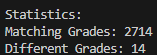 Statistics:
Matching Grades: 2714
Different Grades: 14